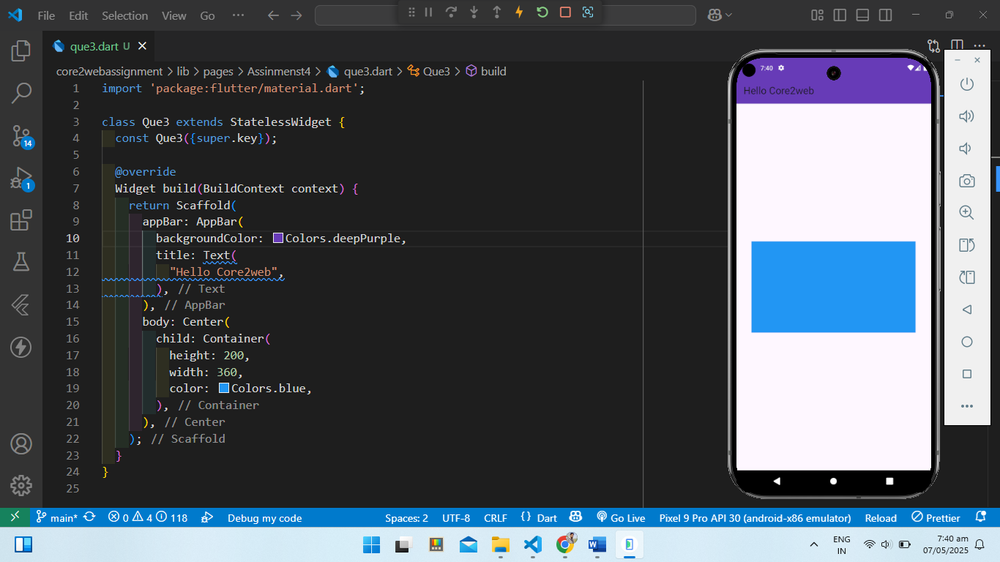 File Edit Selection View Go ···
que3.dart U
core2webassignment > lib > pages > Assinmenst4 > que3.dart > Que3 > build
1 import 'package:flutter/material.dart';
2
3 class Que3 extends StatelessWidget {
4 const Que3({super.key});
5
6 @override
7 Widget build(BuildContext context) {
8 return Scaffold(
9 appBar: AppBar(
10 backgroundColor: Colors.deepPurple,
11 title: Text(
12 "Hello Core2web",
13 ), // Text
14 ), // AppBar
15 body: Center(
16 child: Container(
17 height: 200,
18 width: 360,
19 color: Colors.blue,
20 ), // Container
21 ), // Center
22 ); // Scaffold
23 }
24 }
25
14
1
7:40
Hello Core2web
main* 0 4 118 Debug my code Spaces: 2 UTF-8 CRLF {} Dart Go Live Pixel 9 Pro API 30 (android-x86 emulator) Reload Prettier
ENG
IN
7:40 am
07/05/2025